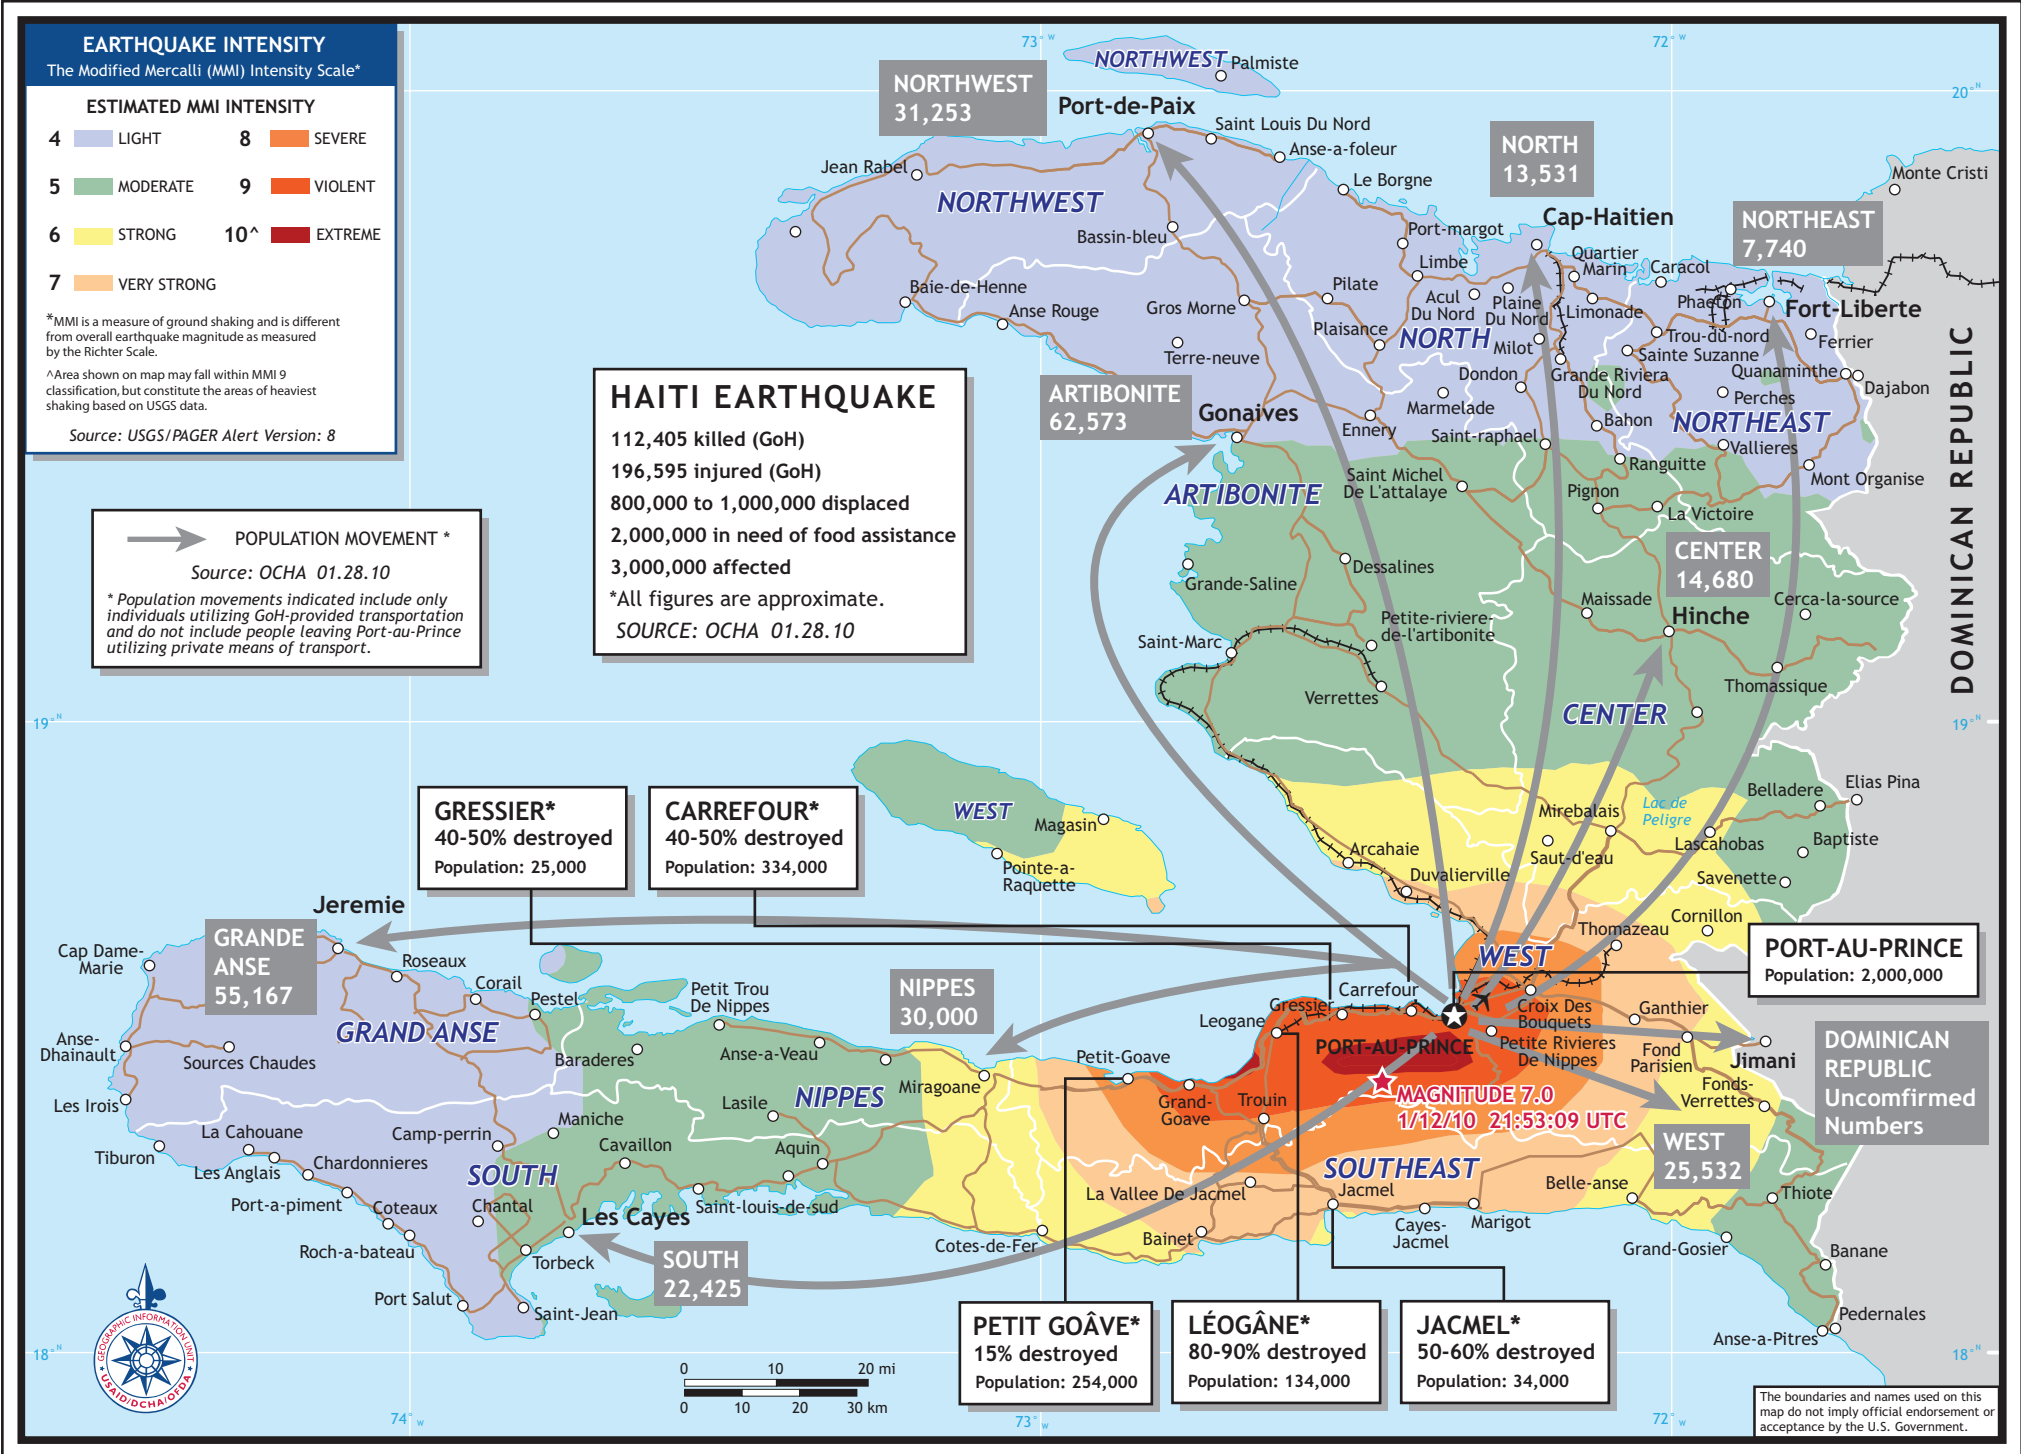 EARTHQUAKE INTENSITY
The Modified Mercalli (MMI) Intensity Scale*
ESTIMATED MMI INTENSITY
4 LIGHT 8 SEVERE
5 MODERATE 9 VIOLENT
6 STRONG 10^ EXTREME
7 VERY STRONG
*MMI is a measure of ground shaking and is different
from overall earthquake magnitude as measured
by the Richter Scale.
^Area shown on map may fall within MMI 9
classification, but constitute the areas of heaviest
shaking based on USGS data.
Source: USGS/PAGER Alert Version: 8
POPULATION MOVEMENT *
Source: OCHA 01.28.10
* Population movements indicated include only
individuals utilizing GoH-provided transportation
and do not include people leaving Port-au-Prince
utilizing private means of transport.
HAITI EARTHQUAKE
112,405 killed (GoH)
196,595 injured (GoH)
800,000 to 1,000,000 displaced
2,000,000 in need of food assistance
3,000,000 affected
*All figures are approximate.
SOURCE: OCHA 01.28.10
73° W
72° W
20° N
NORTHWEST
Palmiste
NORTHWEST
31,253
Port-de-Paix
Saint Louis Du Nord
Anse-a-foleur
Jean Rabel
Le Borgne
NORTH
13,531
Monte Cristi
NORTHWEST
Cap-Haitien
NORTHEAST
7,740
Bassin-bleu
Port-margot
Quartier
Marin
Limbe
Caracol
Baie-de-Henne
Anse Rouge
Gros Morne
Pilate
Acul
Du Nord
Plaine
Du Nord
Limonade
Phaeton
Fort-Liberte
Plaisance
NORTH
Milot
Trou-du-nord
Ferrier
Terre-neuve
Sainte Suzanne
Dondon
Grande Riviera
Du Nord
Quanaminthe
Dajabon
ARTIBONITE
62,573
Gonaives
Marmelade
Perches
Ennery
Bahon
NORTHEAST
Saint-raphael
Vallieres
Ranguitte
Mont Organise
Saint Michel
De L'attalaye
ARTIBONITE
Pignon
La Victoire
DOMINICAN REPUBLIC
CENTER
14,680
Dessalines
Grande-Saline
Maissade
Cerca-la-source
Hinche
Petite-riviere-
de-l'artibonite
Saint-Marc
Thomassique
Verrettes
CENTER
19° N
19° N
GRESSIER*
40-50% destroyed
Population: 25,000
CARREFOUR*
40-50% destroyed
Population: 334,000
WEST
Magasin
Pointe-a-
Raquette
Lac de
Peligre
Mirebalais
Belladere
Elias Pina
Arcahaie
Saut-d'eau
Lascahobas
Baptiste
Duvalierville
Savenette
Cornillon
Thomazeau
PORT-AU-PRINCE
Population: 2,000,000
Jeremie
GRANDE
ANSE
55,167
Cap Dame-
Marie
Roseaux
Corail
Pestel
Petit Trou
De Nippes
NIPPES
30,000
WEST
Gressier
Carrefour
Croix Des
Bouquets
Ganthier
Leogane
GRAND ANSE
Anse-
Dhainault
Sources Chaudes
Baraderes
Anse-a-Veau
Petit-Goave
PORT-AU-PRINCE
Petite Rivieres
De Nippes
Fond
Parisien
Jimani
DOMINICAN
REPUBLIC
Uncomfirmed
Numbers
Miragoane
Fonds-
Verrettes
Les Irois
NIPPES
Lasile
Grand-
Goave
Trouin
MAGNITUDE 7.0
1/12/10 21:53:09 UTC
Maniche
La Cahouane
Camp-perrin
Cavaillon
Aquin
WEST
25,532
Tiburon
Les Anglais
Chardonnieres
SOUTH
SOUTHEAST
Port-a-piment
La Vallee De Jacmel
Jacmel
Belle-anse
Thiote
Coteaux
Chantal
Saint-louis-de-sud
Les Cayes
Cayes-
Jacmel
Marigot
Roch-a-bateau
Cotes-de-Fer
Bainet
Grand-Gosier
Banane
Torbeck
SOUTH
22,425
Port Salut
Saint-Jean
Pedernales
Anse-a-Pitres
PETIT GOÂVE*
15% destroyed
Population: 254,000
LÉOGÂNE*
80-90% destroyed
Population: 134,000
JACMEL*
50-60% destroyed
Population: 34,000
18° N
18° N
GEOGRAPHIC INFORMATION UNIT
USAID/DCHA/OFDA
0 10 20 mi
0 10 20 30 km
74° W
73° W
72° W
The boundaries and names used on this
map do not imply official endorsement or
acceptance by the U.S. Government.